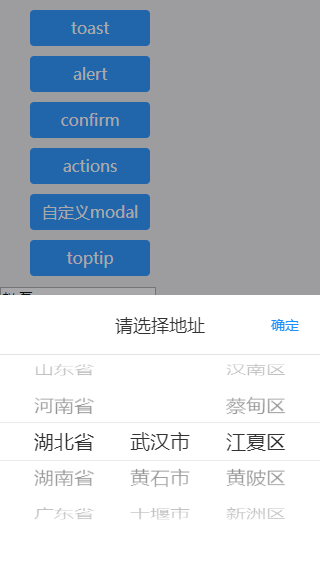 toast
alert
confirm
actions
自定义modal
toptip
请选择地址 确定
山东省 汉南区
河南省 蔡甸区
湖北省 武汉市 江夏区
湖南省 黄石市 黄陂区
广东省 十堰市 新洲区